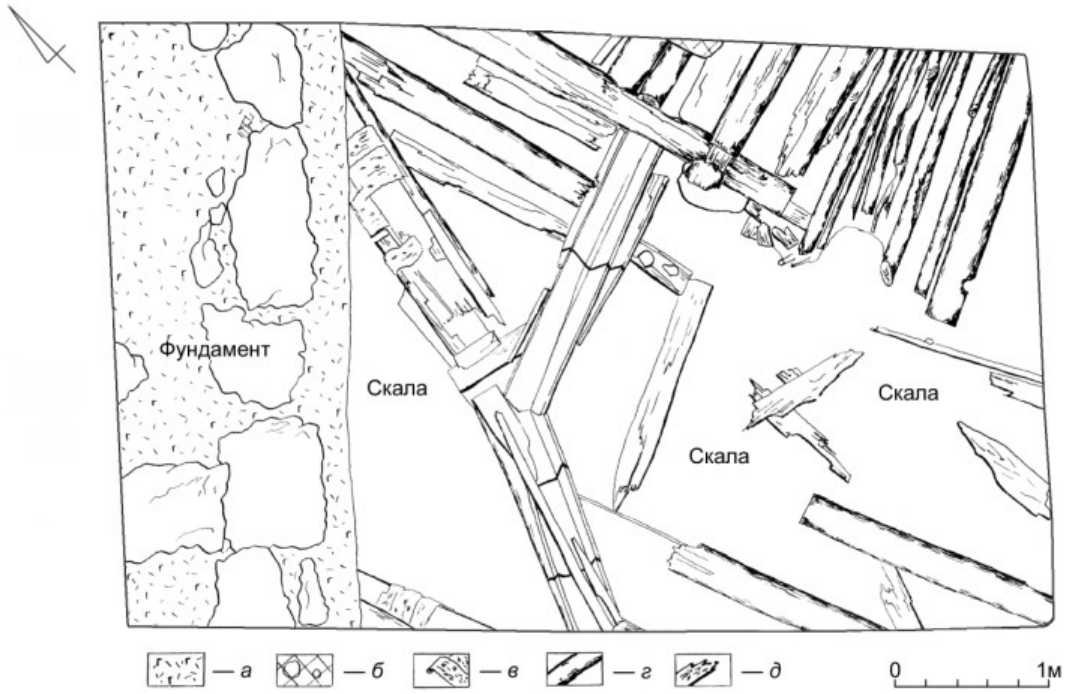 Фундамент
Скала
Скала
Скала
— а
— б
— в
— г
— д
0 1м